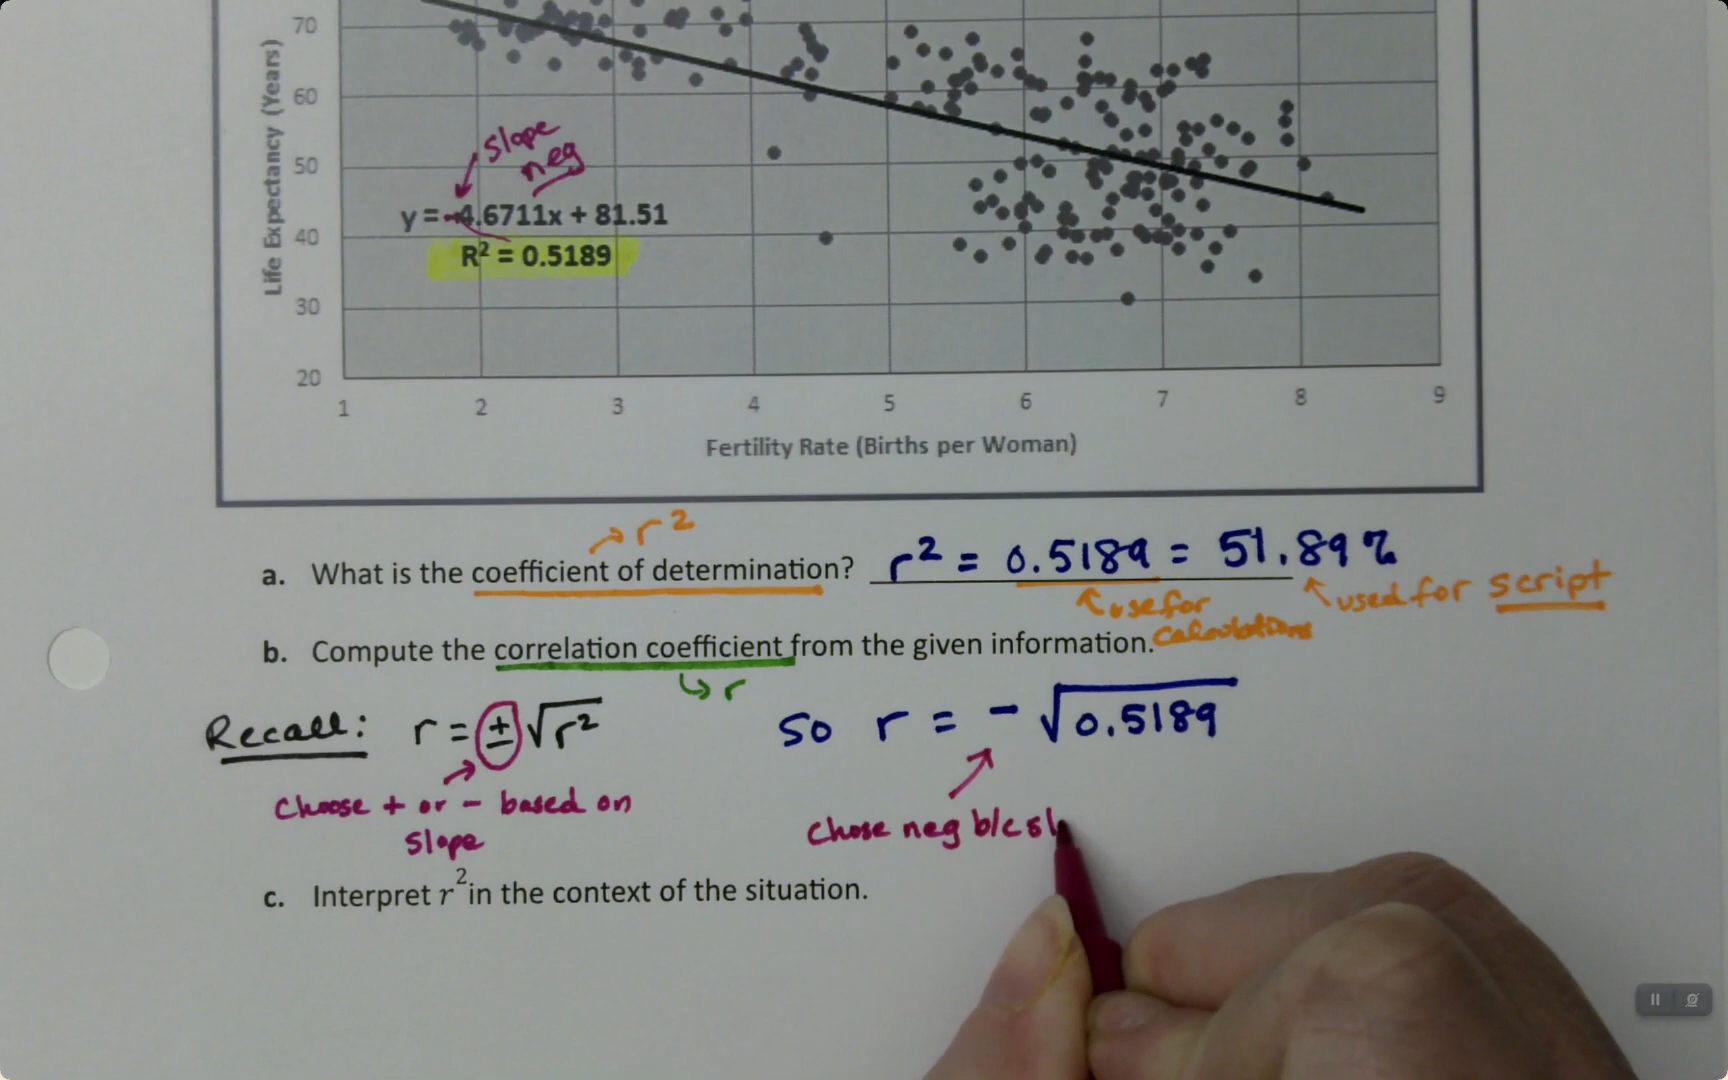 70
60
50
40
30
20
Life Expectancy (Years)
slope
neg
y = -4.6711x + 81.51
R² = 0.5189
1 2 3 4 5 6 7 8 9
Fertility Rate (Births per Woman)
→ r²
a. What is the coefficient of determination? r² = 0.5189 = 51.89%
use for
calculations
used for script
b. Compute the correlation coefficient from the given information.
↳ r
Recall: r = ± √r²
So r = - √0.5189
Choose + or - based on
slope
Chose neg b/c sl
c. Interpret r² in the context of the situation.